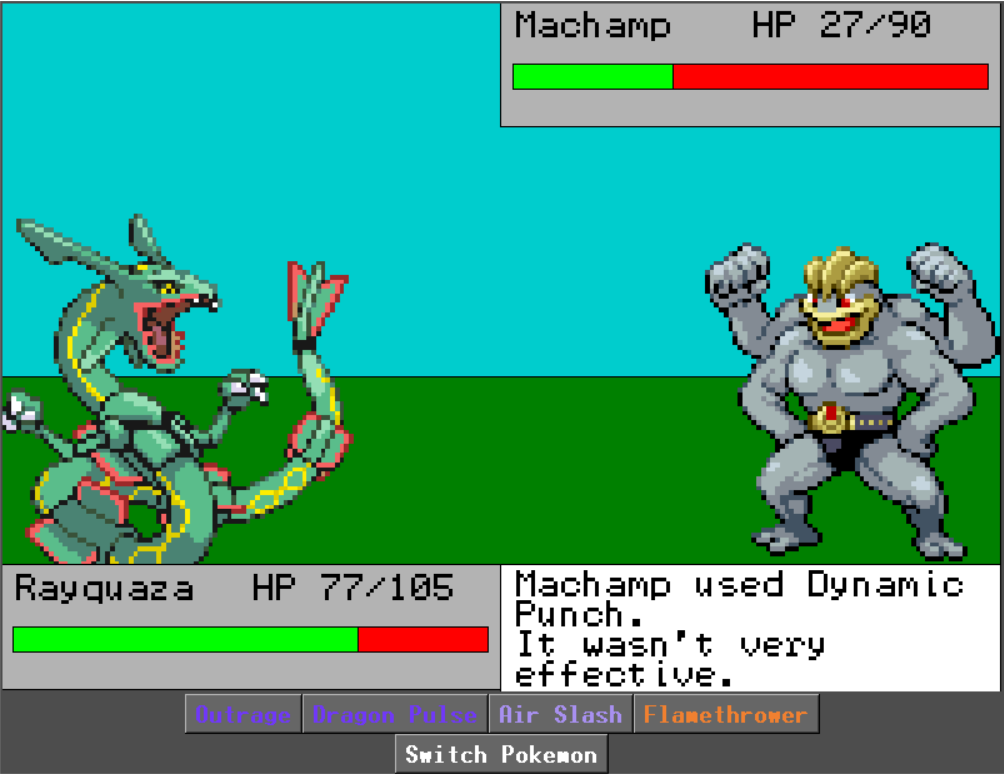 Machamp HP 27/90
Rayquaza HP 77/105
Machamp used Dynamic
Punch.
It wasn't very
effective.
Outrage Dragon Pulse Air Slash Flamethrower
Switch Pokemon